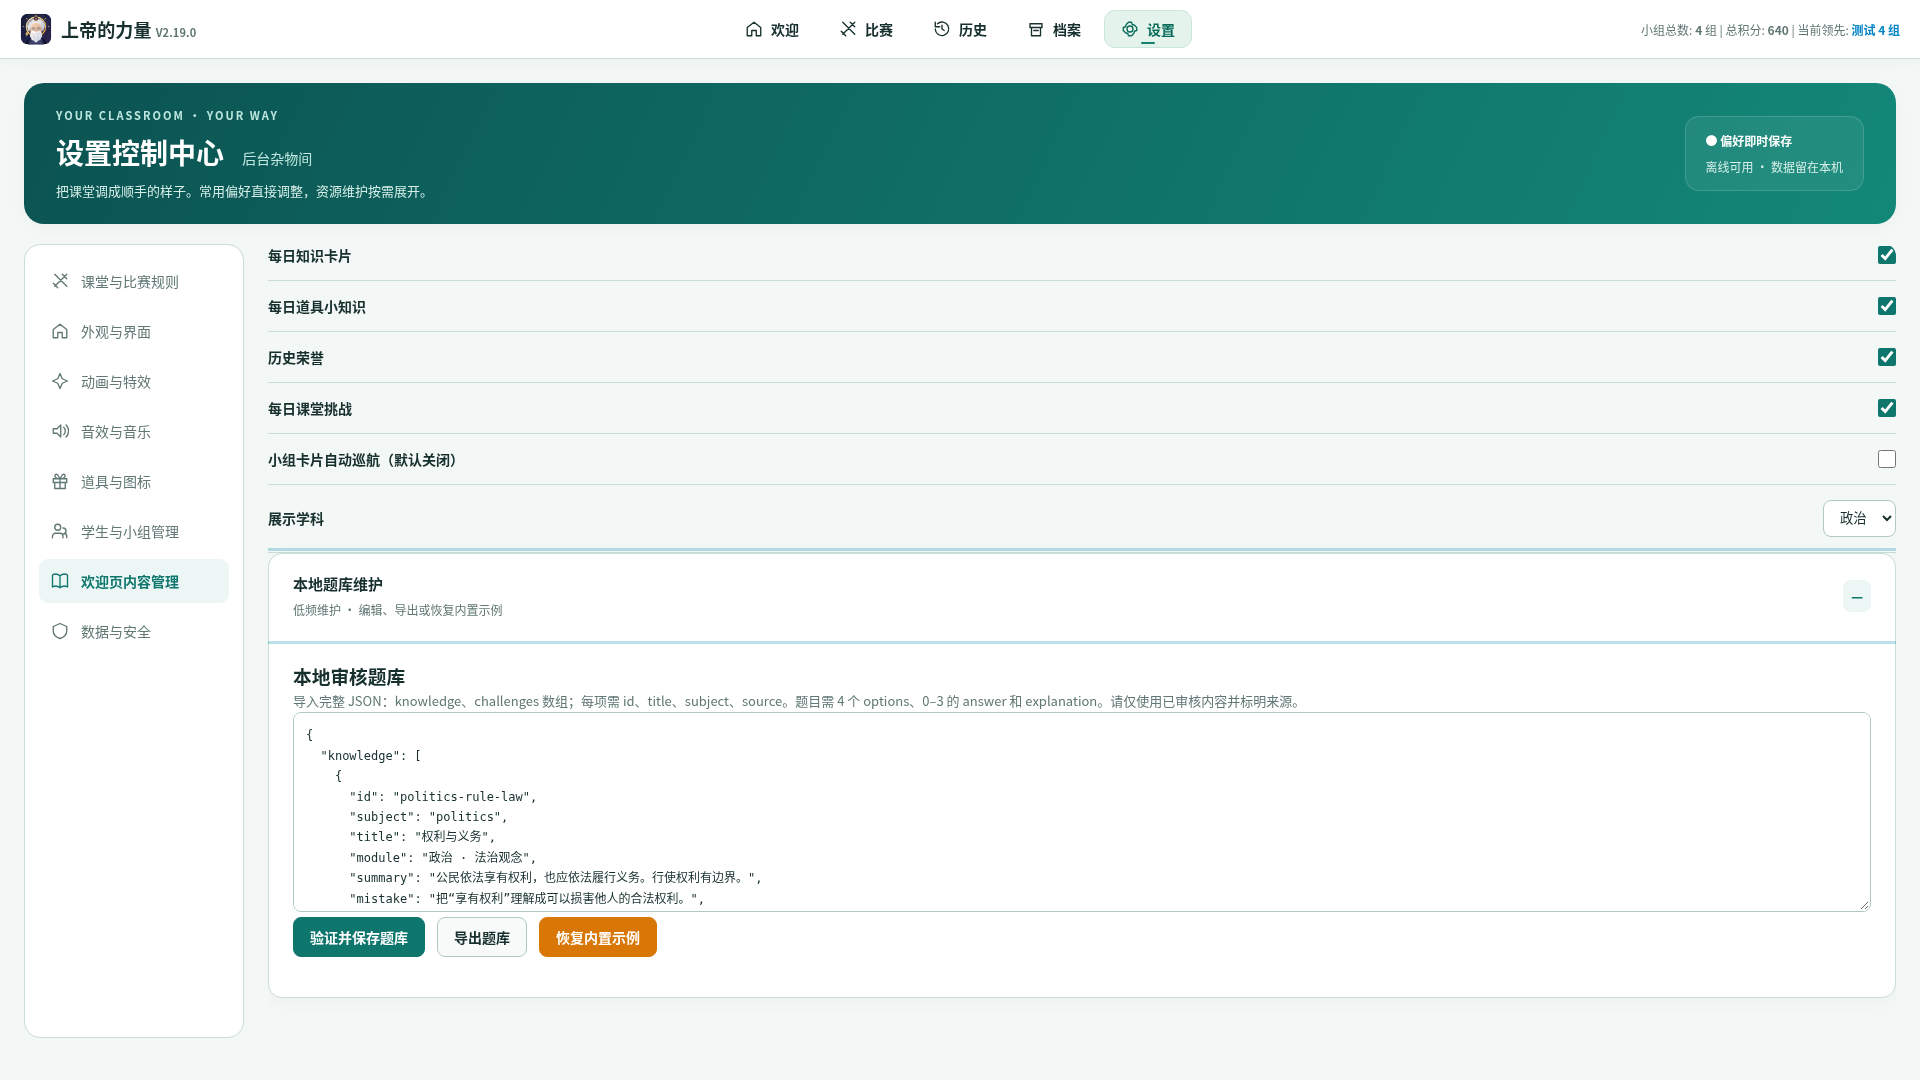 上帝的力量 V2.19.0
欢迎
比赛
历史
档案
设置
小组总数: 4 组 | 总积分: 640 | 当前领先: 测试 4 组
YOUR CLASSROOM · YOUR WAY
设置控制中心 后台杂物间
把课堂调成顺手的样子。常用偏好直接调整，资源维护按需展开。
偏好即时保存
离线可用 · 数据留在本机
课堂与比赛规则
外观与界面
动画与特效
音效与音乐
道具与图标
学生与小组管理
欢迎页内容管理
数据与安全
每日知识卡片
每日道具小知识
历史荣誉
每日课堂挑战
小组卡片自动巡航（默认关闭）
展示学科
政治
本地题库维护
低频维护 · 编辑、导出或恢复内置示例
本地审核题库
导入完整 JSON：knowledge、challenges 数组；每项需 id、title、subject、source。题目需 4 个 options、0–3 的 answer 和 explanation。请仅使用已审核内容并标明来源。
{
"knowledge": [
{
"id": "politics-rule-law",
"subject": "politics",
"title": "权利与义务",
"module": "政治 · 法治观念",
"summary": "公民依法享有权利，也应依法履行义务。行使权利有边界。",
"mistake": "把“享有权利”理解成可以损害他人的合法权利。",
验证并保存题库
导出题库
恢复内置示例